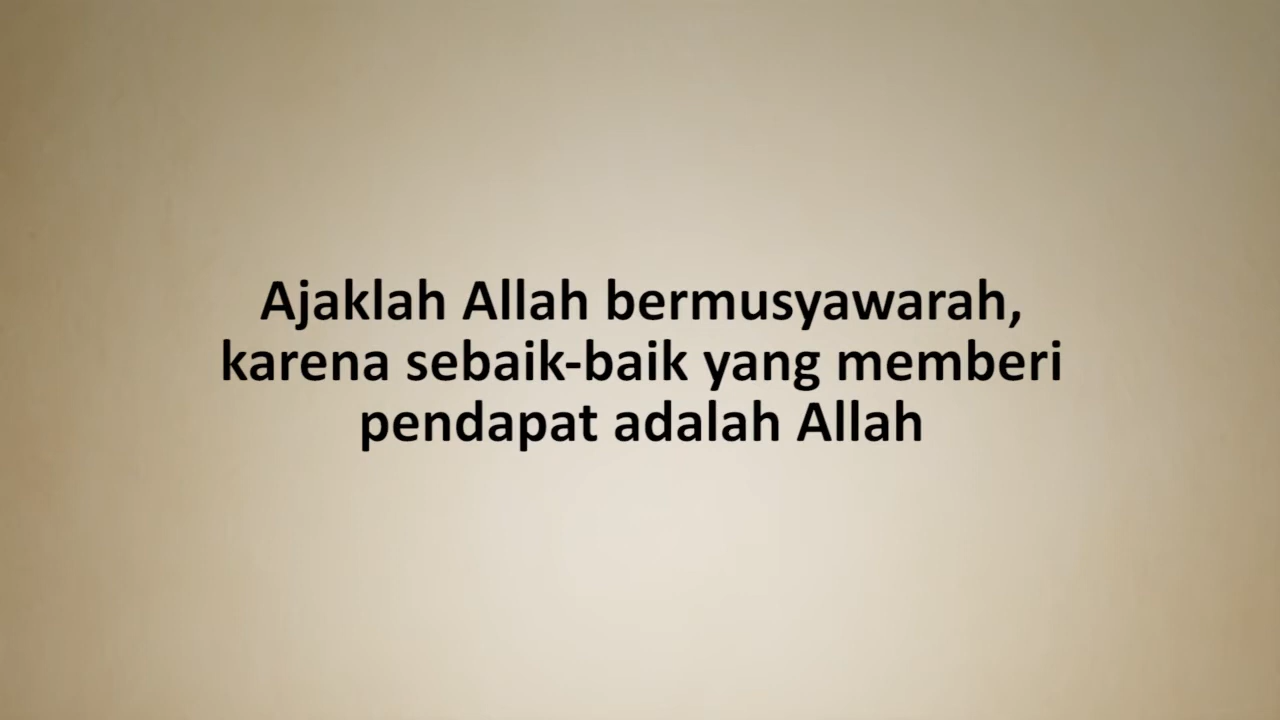 Ajaklah Allah bermusyawarah,
karena sebaik-baik yang memberi
pendapat adalah Allah